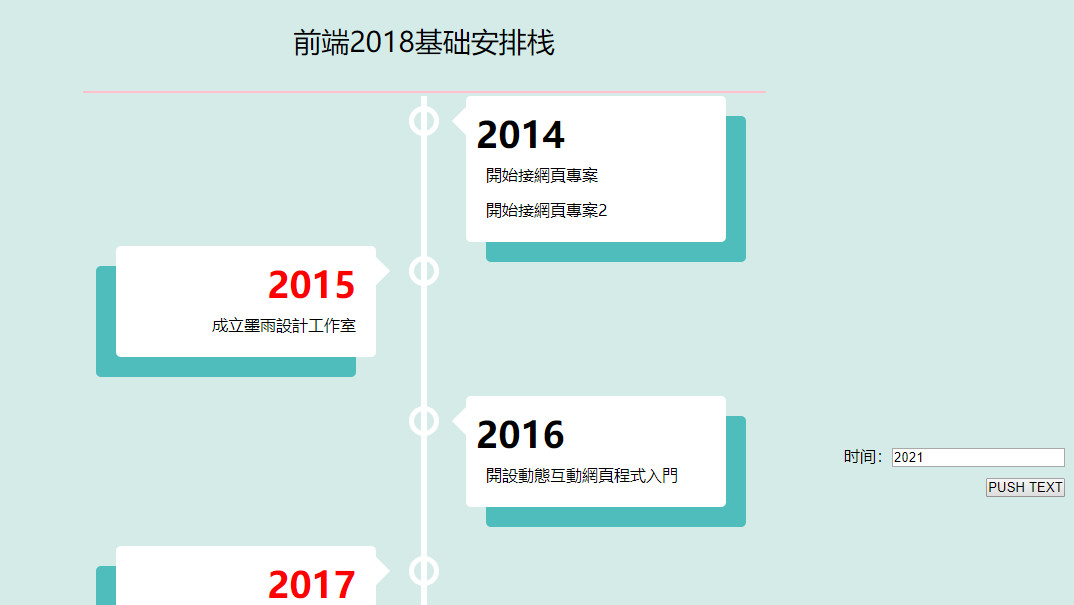 前端2018基础安排栈
2014
開始接網頁專案
開始接網頁專案2
2015
成立墨雨設計工作室
2016
開設動態互動網頁程式入門
时间：2021
PUSH TEXT
2017